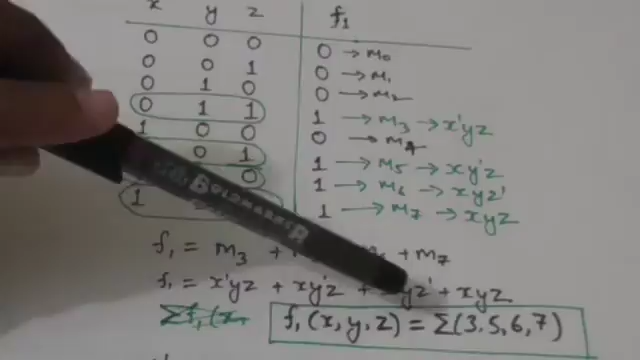 x y z f1
0 0 0 0 → m0
0 0 1 0 → m1
0 1 0 0 → m2
0 1 1 1 → m3 → x'yz
1 0 0 0 → m4
0 1 1 → m5 → xy'z
0 1 → m6 → xyz'
1 1 → m7 → xyz
f1 = m3 + + m7
f1 = x'yz + xy'z + yz' + xyz
Σf1(x,
f1(x,y,z) = Σ(3,5,6,7)
BOLDMARKER